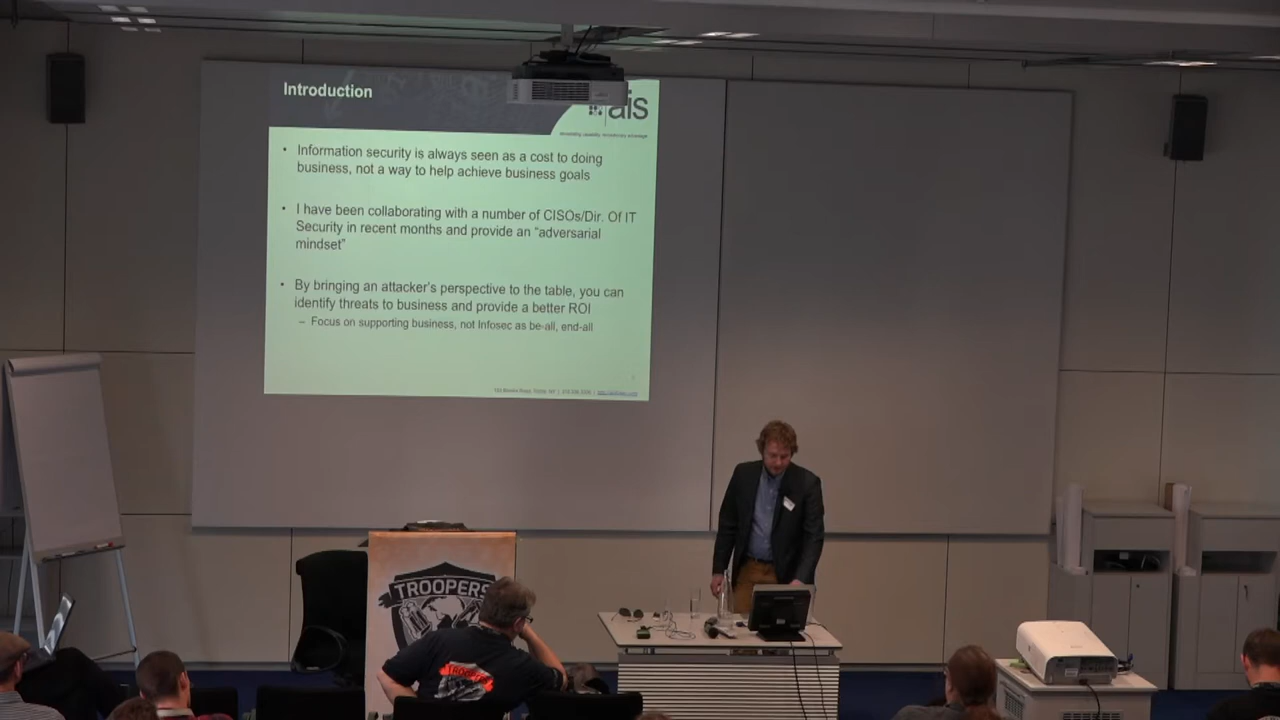 Introduction
ais
• Information security is always seen as a cost to doing
business, not a way to help achieve business goals
• I have been collaborating with a number of CISOs/Dir. Of IT
Security in recent months and provide an “adversarial
mindset”
• By bringing an attacker's perspective to the table, you can
identify threats to business and provide a better ROI
– Focus on supporting business, not Infosec as be-all, end-all
TROOPERS